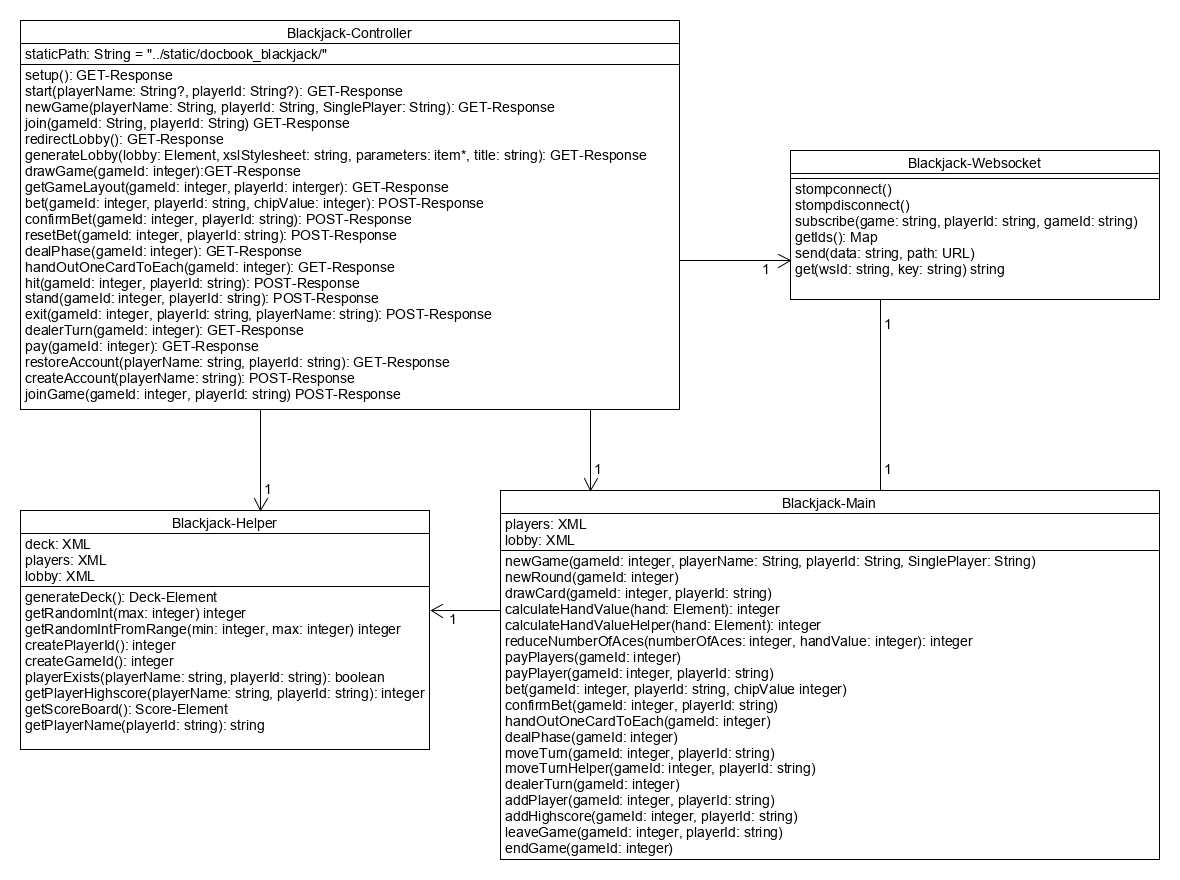 Blackjack-Controller
staticPath: String = "../static/docbook_blackjack/"
setup(): GET-Response
start(playerName: String?, playerId: String?): GET-Response
newGame(playerName: String, playerId: String, SinglePlayer: String): GET-Response
join(gameId: String, playerId: String) GET-Response
redirectLobby(): GET-Response
generateLobby(lobby: Element, xslStylesheet: string, parameters: item*, title: string): GET-Response
drawGame(gameId: integer):GET-Response
getGameLayout(gameId: integer, playerId: interger): GET-Response
bet(gameId: integer, playerId: string, chipValue: integer): POST-Response
confirmBet(gameId: integer, playerId: string): POST-Response
resetBet(gameId: integer, playerId: string): POST-Response
dealPhase(gameId: integer): GET-Response
handOutOneCardToEach(gameId: integer): GET-Response
hit(gameId: integer, playerId: string): POST-Response
stand(gameId: integer, playerId: string): POST-Response
exit(gameId: integer, playerId: string, playerName: string): POST-Response
dealerTurn(gameId: integer): GET-Response
pay(gameId: integer): GET-Response
restoreAccount(playerName: string, playerId: string): GET-Response
createAccount(playerName: string): POST-Response
joinGame(gameId: integer, playerId: string) POST-Response
Blackjack-Websocket
stompconnect()
stompdisconnect()
subscribe(game: string, playerId: string, gameId: string)
getIds(): Map
send(data: string, path: URL)
get(wsId: string, key: string) string
1
1
1
1
1
Blackjack-Helper
deck: XML
players: XML
lobby: XML
generateDeck(): Deck-Element
getRandomInt(max: integer) integer
getRandomIntFromRange(min: integer, max: integer) integer
createPlayerId(): integer
createGameId(): integer
playerExists(playerName: string, playerId: string): boolean
getPlayerHighscore(playerName: string, playerId: string): integer
getScoreBoard(): Score-Element
getPlayerName(playerId: string): string
1
Blackjack-Main
players: XML
lobby: XML
newGame(gameId: integer, playerName: String, playerId: String, SinglePlayer: String)
newRound(gameId: integer)
drawCard(gameId: integer, playerId: string)
calculateHandValue(hand: Element): integer
calculateHandValueHelper(hand: Element): integer
reduceNumberOfAces(numberOfAces: integer, handValue: integer): integer
payPlayers(gameId: integer)
payPlayer(gameId: integer, playerId: string)
bet(gameId: integer, playerId: string, chipValue integer)
confirmBet(gameId: integer, playerId: string)
handOutOneCardToEach(gameId: integer)
dealPhase(gameId: integer)
moveTurn(gameId: integer, playerId: string)
moveTurnHelper(gameId: integer, playerId: string)
dealerTurn(gameId: integer)
addPlayer(gameId: integer, playerId: string)
addHighscore(gameId: integer, playerId: string)
leaveGame(gameId: integer, playerId: string)
endGame(gameId: integer)